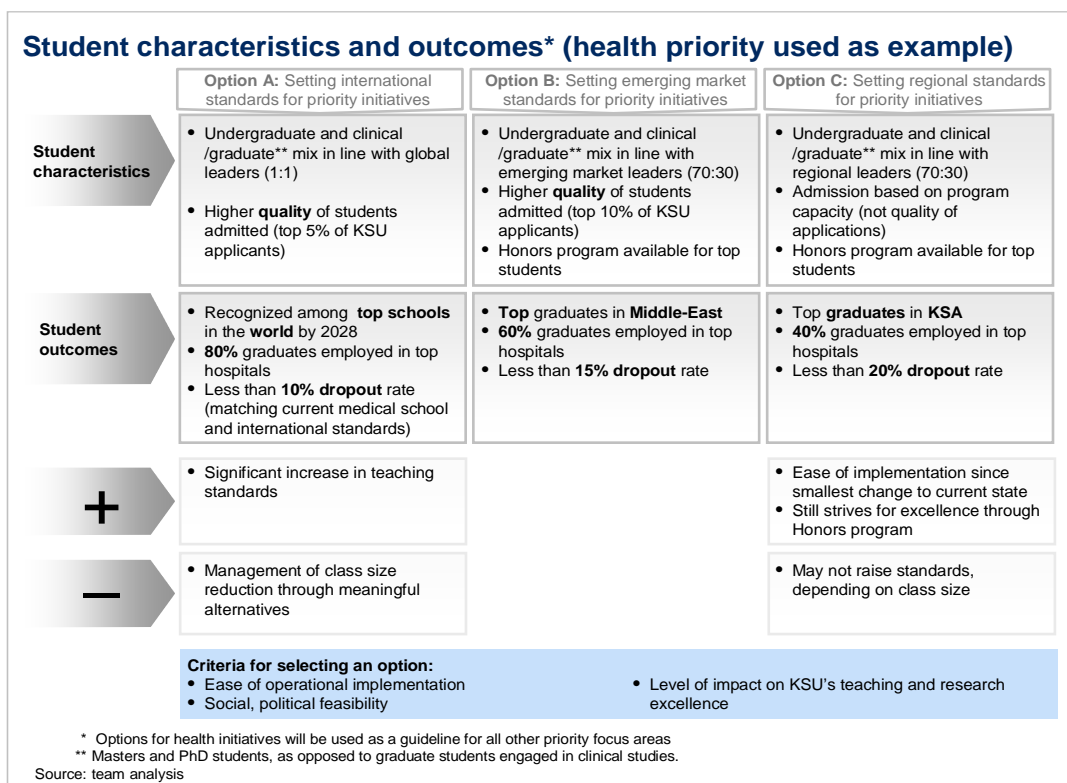 Student characteristics and outcomes* (health priority used as example)
Option A: Setting international
standards for priority initiatives
Option B: Setting emerging market
standards for priority initiatives
Option C: Setting regional standards
for priority initiatives
Student
characteristics
• Undergraduate and clinical
/graduate** mix in line with global
leaders (1:1)
• Higher quality of students
admitted (top 5% of KSU
applicants)
• Undergraduate and clinical
/graduate** mix in line with
emerging market leaders (70:30)
• Higher quality of students
admitted (top 10% of KSU
applicants)
• Honors program available for top
students
• Undergraduate and clinical
/graduate** mix in line with
regional leaders (70:30)
• Admission based on program
capacity (not quality of
applications)
• Honors program available for top
students
Student
outcomes
• Recognized among top schools
in the world by 2028
• 80% graduates employed in top
hospitals
• Less than 10% dropout rate
(matching current medical school
and international standards)
• Top graduates in Middle-East
• 60% graduates employed in top
hospitals
• Less than 15% dropout rate
• Top graduates in KSA
• 40% graduates employed in top
hospitals
• Less than 20% dropout rate
+
• Significant increase in teaching
standards
• Ease of implementation since
smallest change to current state
• Still strives for excellence through
Honors program
–
• Management of class size
reduction through meaningful
alternatives
• May not raise standards,
depending on class size
Criteria for selecting an option:
• Ease of operational implementation
• Social, political feasibility
• Level of impact on KSU's teaching and research
excellence
* Options for health initiatives will be used as a guideline for all other priority focus areas
** Masters and PhD students, as opposed to graduate students engaged in clinical studies.
Source: team analysis